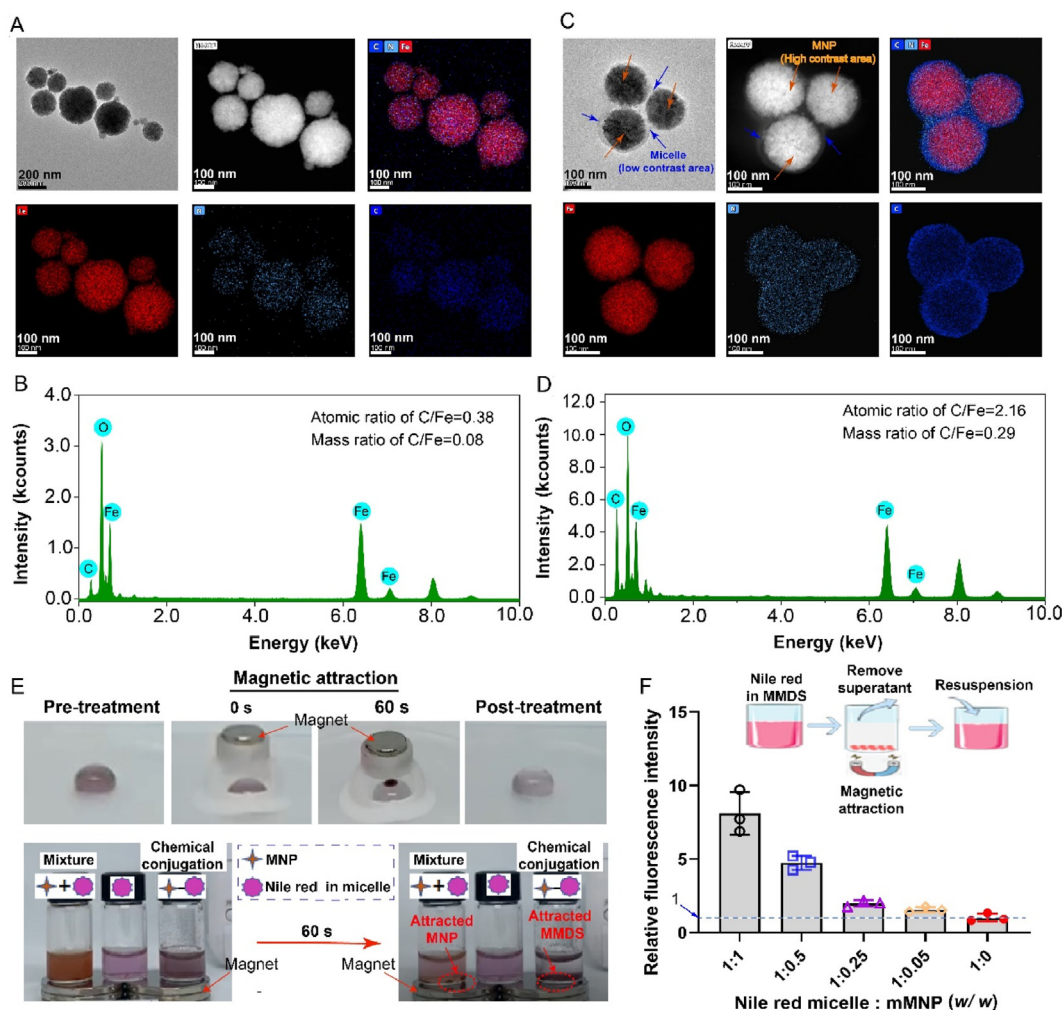 A
HAADF
C N Fe
200 nm
100 nm
100 nm
Fe
N
C
100 nm
100 nm
100 nm
C
MNP
(High contrast area)
C N Fe
Micelle
(low contrast area)
100 nm
100 nm
100 nm
Fe
N
C
100 nm
100 nm
100 nm
B
4.0
3.0
2.0
1.0
0.0
Intensity (kcounts)
Atomic ratio of C/Fe=0.38
Mass ratio of C/Fe=0.08
O
Fe
C
Fe
Fe
0.0 2.0 4.0 6.0 8.0 10.0
Energy (keV)
D
12.0
10.0
8.0
6.0
4.0
2.0
0.0
Intensity (kcounts)
Atomic ratio of C/Fe=2.16
Mass ratio of C/Fe=0.29
O
C
Fe
Fe
Fe
0.0 2.0 4.0 6.0 8.0 10.0
Energy (keV)
E
Magnetic attraction
Pre-treatment
0 s
60 s
Post-treatment
Magnet
Mixture
+
Chemical
conjugation
MNP
Nile red in micelle
60 s
Magnet
Magnet
Mixture
+
Chemical
conjugation
Attracted
MNP
Attracted
MMDS
F
Nile red
in MMDS
Remove
superatant
Resuspension
Magnetic
attraction
Relative fluorescence intensity
15
10
5
1
0
1:1
1:0.5
1:0.25
1:0.05
1:0
Nile red micelle : mMNP (w/ w)